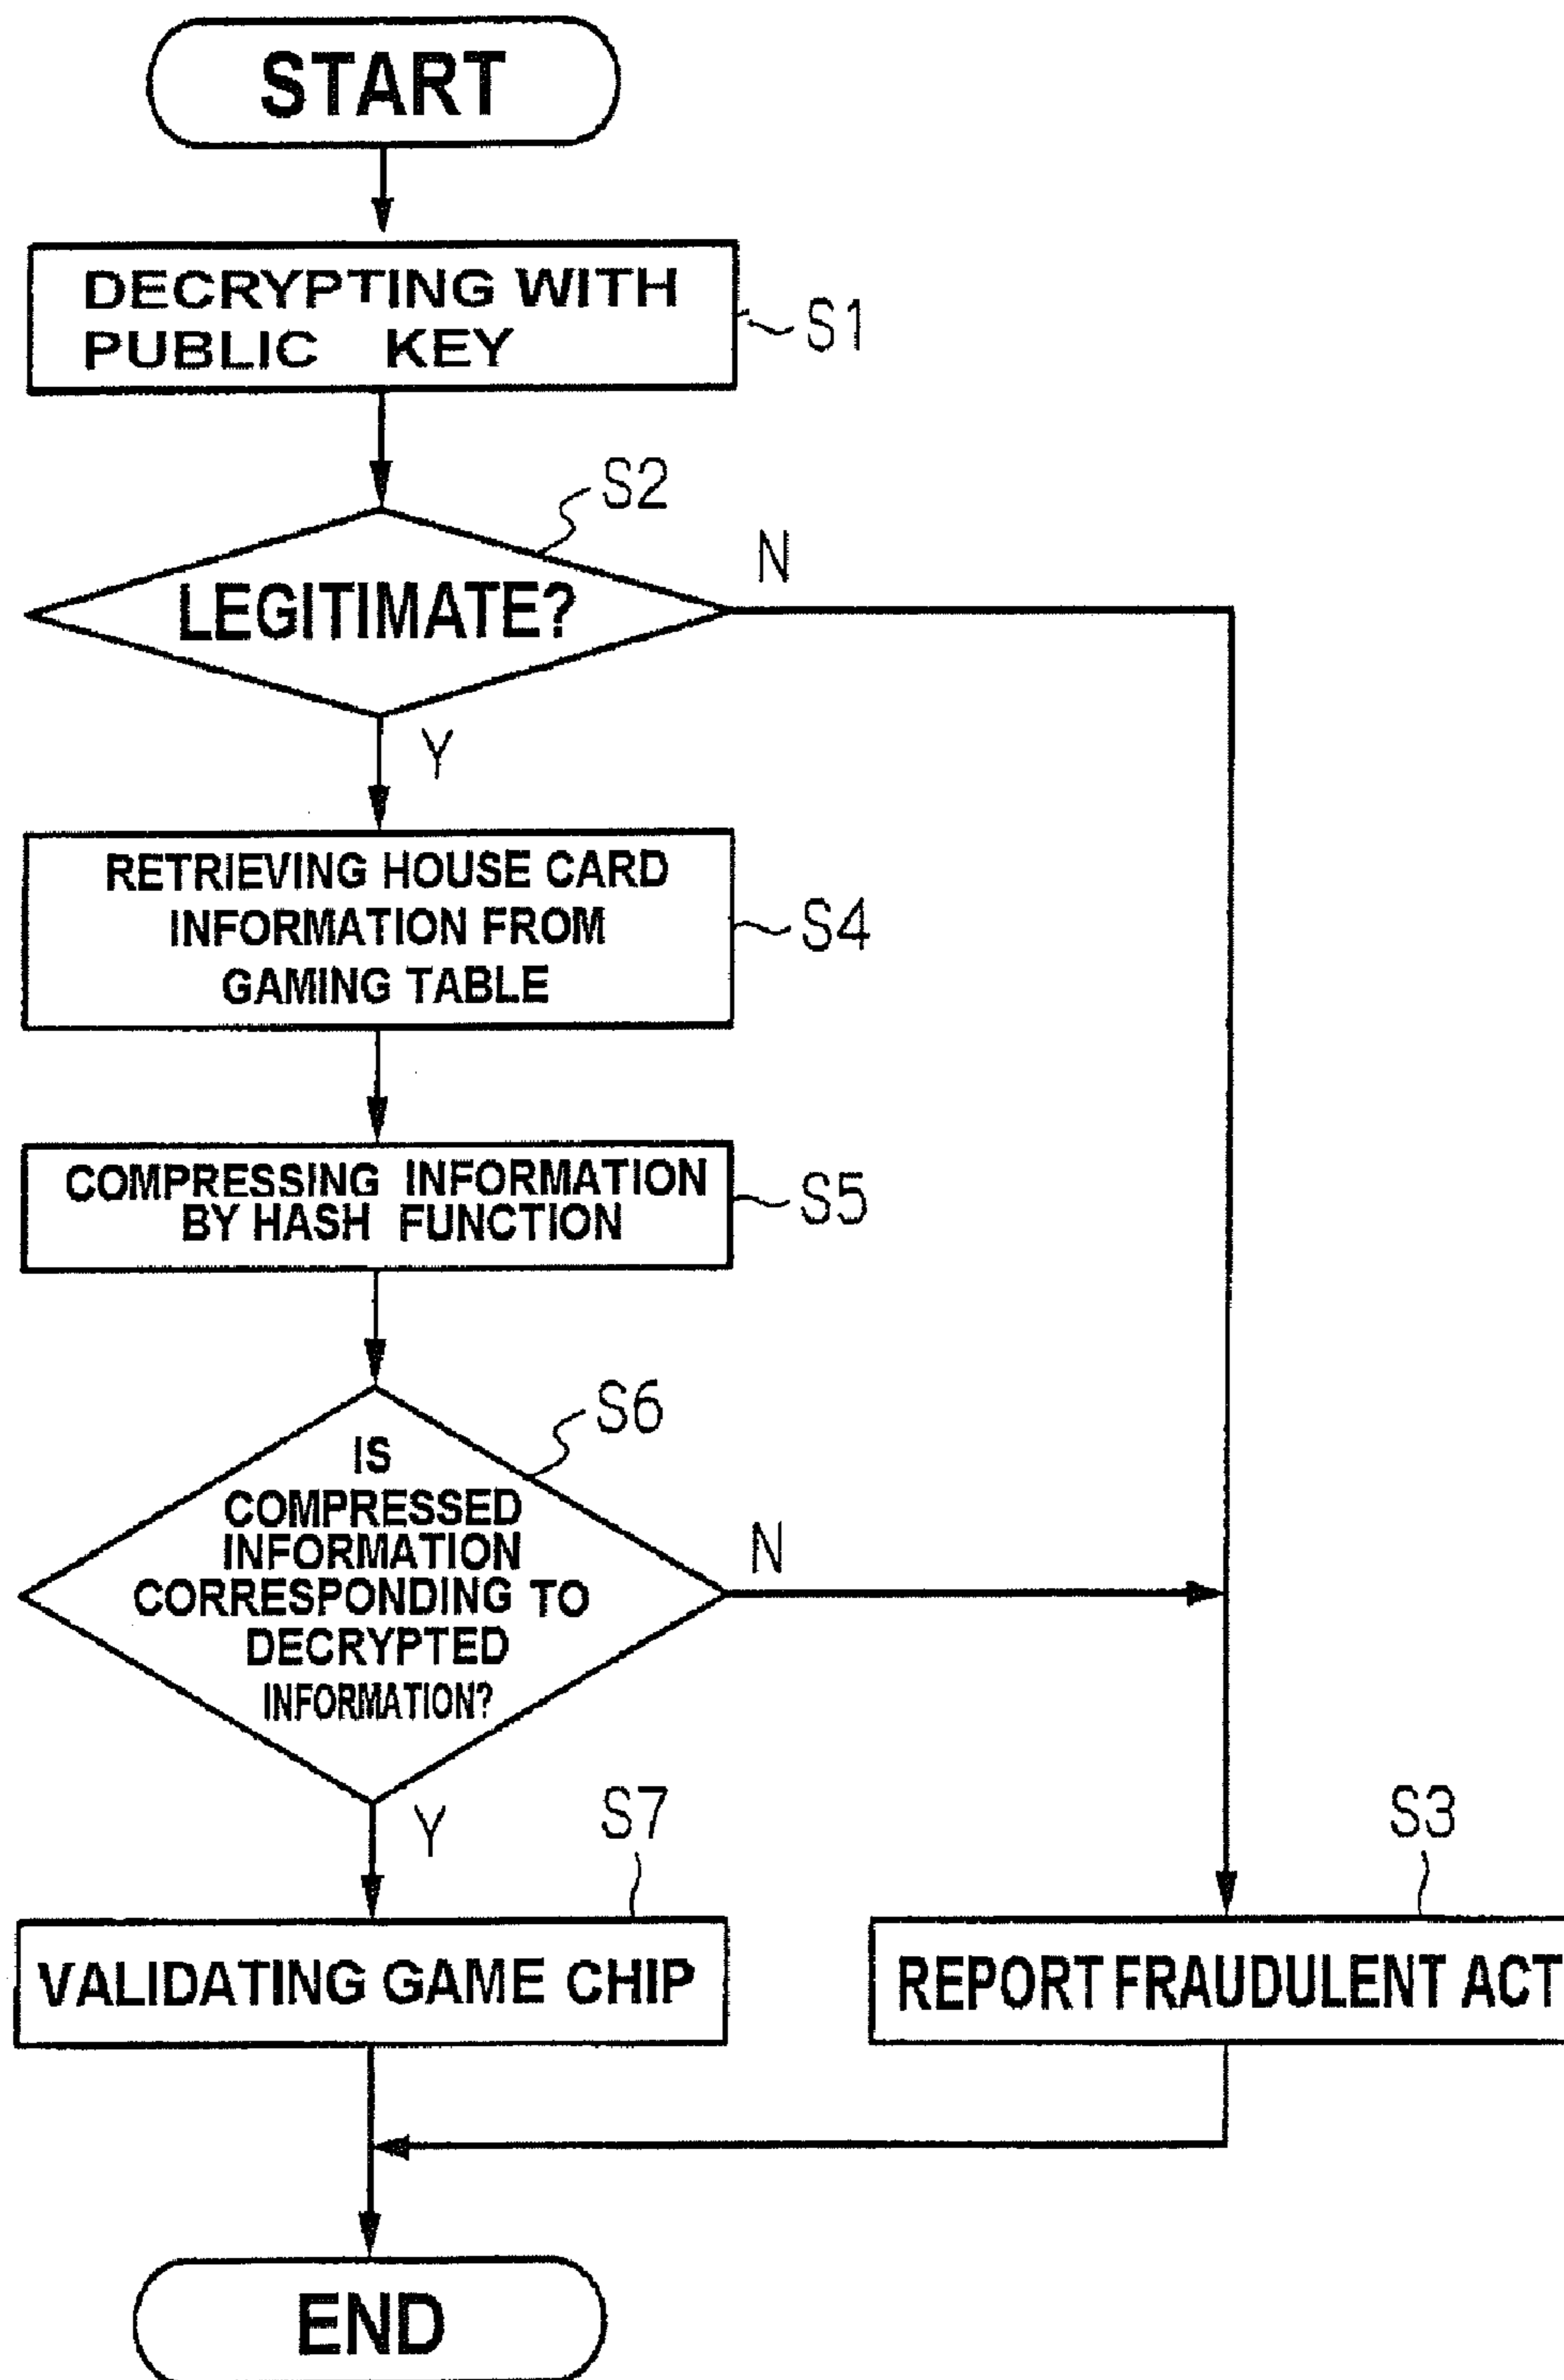 START
DECRYPTING WITH
PUBLIC KEY
S1
S2
LEGITIMATE?
N
Y
RETRIEVING HOUSE CARD
INFORMATION FROM
GAMING TABLE
S4
COMPRESSING INFORMATION
BY HASH FUNCTION
S5
S6
IS
COMPRESSED
INFORMATION
CORRESPONDING TO
DECRYPTED
INFORMATION?
N
Y
S7
S3
VALIDATING GAME CHIP
REPORT FRAUDULENT ACT
END